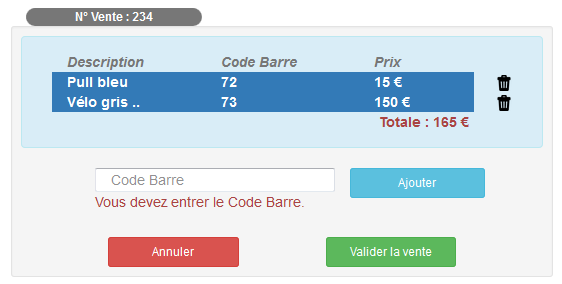 N° Vente : 234
Description Code Barre Prix
Pull bleu 72 15 €
Vélo gris .. 73 150 €
Totale : 165 €
Code Barre Ajouter
Vous devez entrer le Code Barre.
Annuler Valider la vente